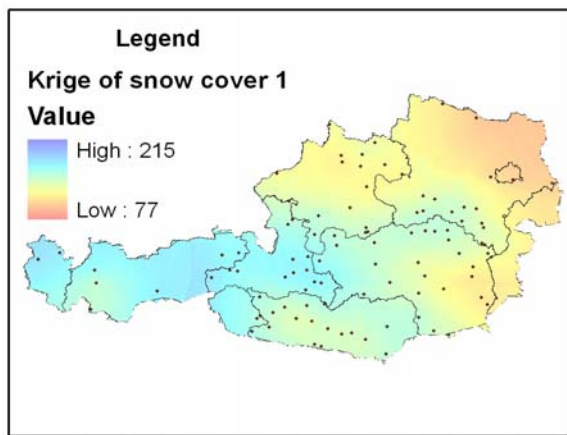 Legend
Krige of snow cover 1
Value
High : 215
Low : 77